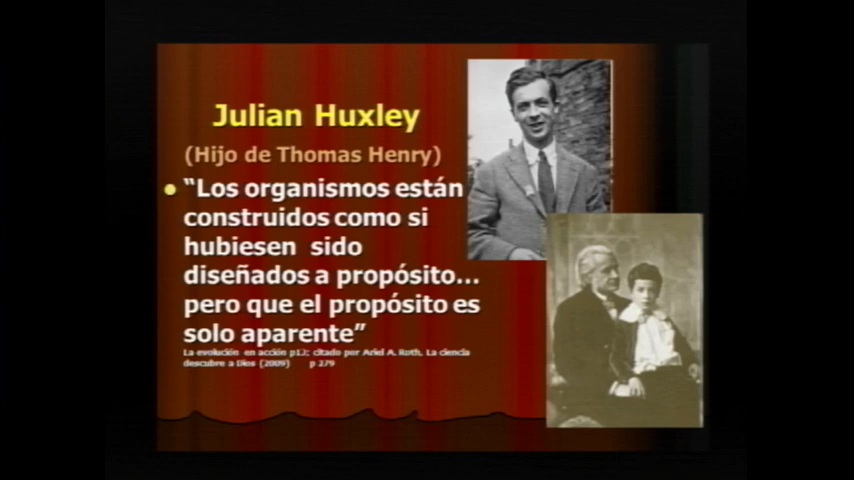 Julian Huxley
(Hijo de Thomas Henry)
“Los organismos están
construidos como si
hubiesen sido
diseñados a propósito...
pero que el propósito es
solo aparente”
La evolución en acción p12; citado por Ariel A. Roth, La ciencia
descubre a Dios (2009) p 279